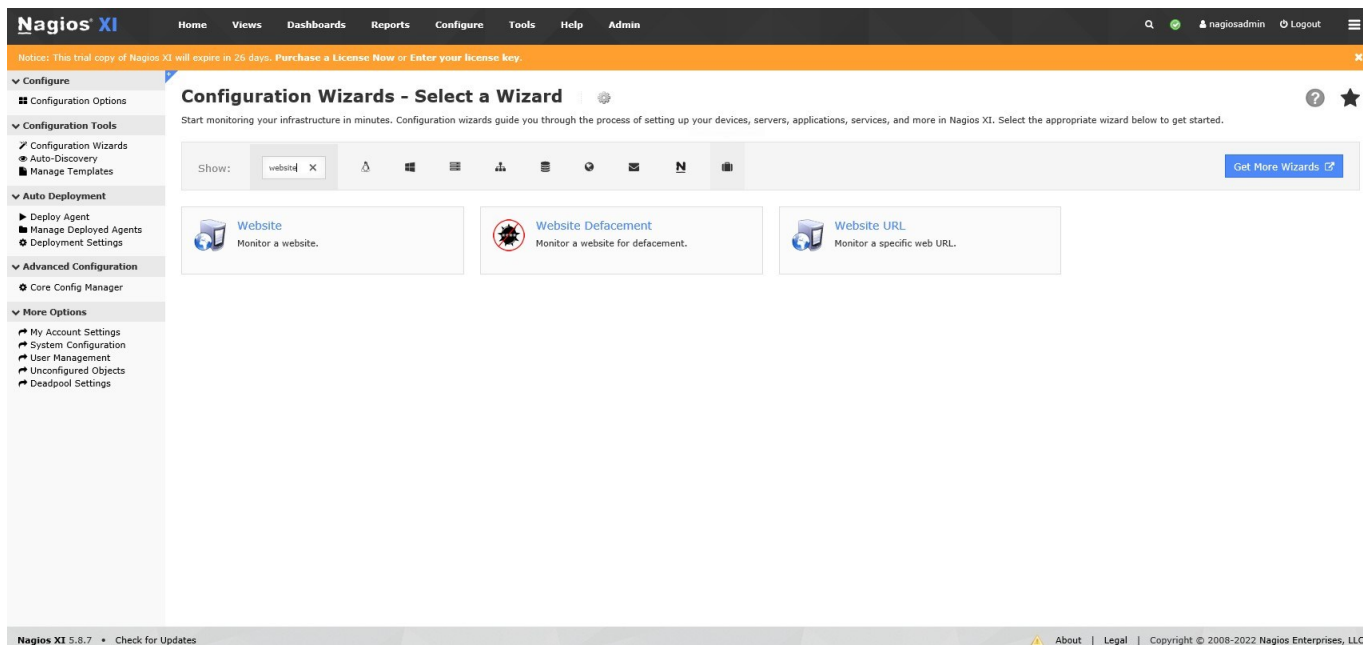 Nagios® XI Home Views Dashboards Reports Configure Tools Help Admin nagiosadmin Logout
Notice: This trial copy of Nagios XI will expire in 26 days. Purchase a License Now or Enter your license key.
Configure
Configuration Options
Configuration Tools
Configuration Wizards
Auto-Discovery
Manage Templates
Auto Deployment
Deploy Agent
Manage Deployed Agents
Deployment Settings
Advanced Configuration
Core Config Manager
More Options
My Account Settings
System Configuration
User Management
Unconfigured Objects
Deadpool Settings
Configuration Wizards - Select a Wizard
Start monitoring your infrastructure in minutes. Configuration wizards guide you through the process of setting up your devices, servers, applications, services, and more in Nagios XI. Select the appropriate wizard below to get started.
Show: website N Get More Wizards
Website
Monitor a website.
Website Defacement
Monitor a website for defacement.
Website URL
Monitor a specific web URL.
Nagios XI 5.8.7 • Check for Updates About | Legal | Copyright © 2008-2022 Nagios Enterprises, LLC